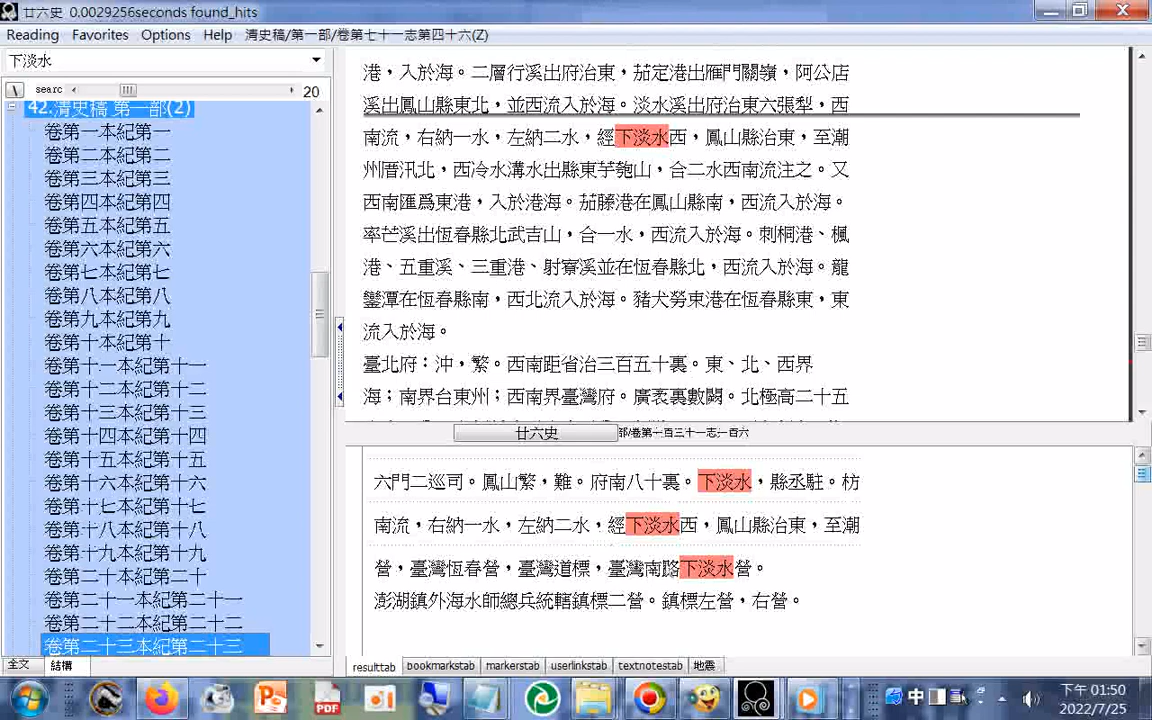 廿六史 0.0029256seconds found_hits
Reading Favorites Options Help 清史稿/第一部/卷第七十一志第四十六(Z)
下淡水
\ searc 20
42.清史稿 第一部(2)
卷第一本紀第一
卷第二本紀第二
卷第三本紀第三
卷第四本紀第四
卷第五本紀第五
卷第六本紀第六
卷第七本紀第七
卷第八本紀第八
卷第九本紀第九
卷第十本紀第十
卷第十一本紀第十一
卷第十二本紀第十二
卷第十三本紀第十三
卷第十四本紀第十四
卷第十五本紀第十五
卷第十六本紀第十六
卷第十七本紀第十七
卷第十八本紀第十八
卷第十九本紀第十九
卷第二十本紀第二十
卷第二十一本紀第二十一
卷第二十二本紀第二十二
卷第二十三本紀第二十三
全文 結構
港，入於海。二層行溪出府治東，茄定港出雁門關嶺，阿公店
溪出鳳山縣東北，並西流入於海。淡水溪出府治東六張犁，西
南流，右納一水，左納二水，經下淡水西，鳳山縣治東，至潮
州厝汛北，西冷水溝水出縣東芋匏山，合二水西南流注之。又
西南匯爲東港，入於港海。茄藤港在鳳山縣南，西流入於海。
率芒溪出恆春縣北武吉山，合一水，西流入於海。刺桐港、楓
港、五重溪、三重港、射寮溪並在恆春縣北，西流入於海。龍
鑾潭在恆春縣南，西北流入於海。豬犬勞東港在恆春縣東，東
流入於海。
臺北府：沖，繁。西南距省治三百五十裏。東、北、西界
海；南界台東州；西南界臺灣府。廣袤裏數闕。北極高二十五
廿六史 部/卷第一百三十一志一百六
六門二巡司。鳳山繁，難。府南八十裏。下淡水，縣丞駐。枋
南流，右納一水，左納二水，經下淡水西，鳳山縣治東，至潮
營，臺灣恆春營，臺灣道標，臺灣南路下淡水營。
澎湖鎮外海水師總兵統轄鎮標二營。鎮標左營，右營。
resulttab bookmarkstab markerstab userlinkstab textnotestab 地震
PDF 中 下午 01:50
2022/7/25